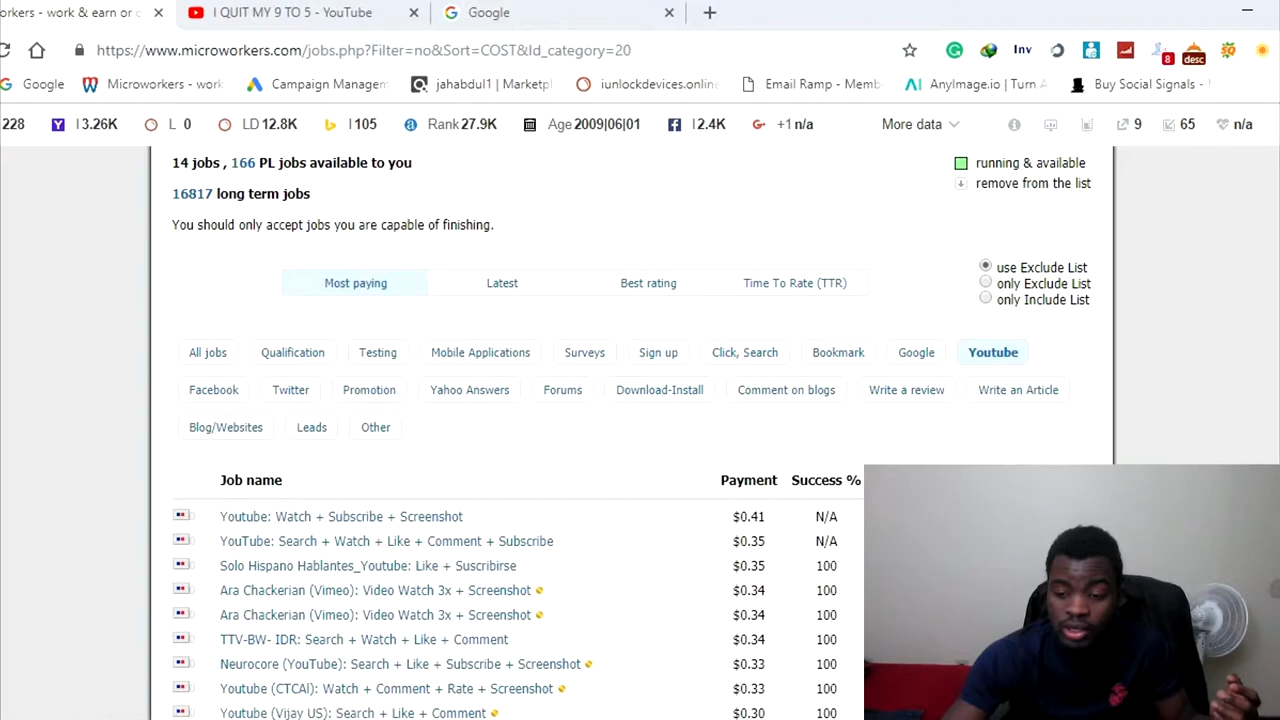 orkers - work & earn or c
I QUIT MY 9 TO 5 - YouTube
Google
https://www.microworkers.com/jobs.php?Filter=no&Sort=COST&Id_category=20
Inv
8
desc
Google
Microworkers - work
Campaign Managem
jahabdul1 | Marketpl
iunlockdevices.online
Email Ramp - Memb
AnyImage.io | Turn A
Buy Social Signals -
228 I 3.26K L 0 LD 12.8K I 105 Rank 27.9K Age 2009|06|01 I 2.4K +1 n/a More data 9 65 n/a
14 jobs , 166 PL jobs available to you
running & available
remove from the list
16817 long term jobs
You should only accept jobs you are capable of finishing.
Most paying Latest Best rating Time To Rate (TTR)
use Exclude List
only Exclude List
only Include List
All jobs Qualification Testing Mobile Applications Surveys Sign up Click, Search Bookmark Google Youtube
Facebook Twitter Promotion Yahoo Answers Forums Download-Install Comment on blogs Write a review Write an Article
Blog/Websites Leads Other
Job name Payment Success %
Youtube: Watch + Subscribe + Screenshot $0.41 N/A
YouTube: Search + Watch + Like + Comment + Subscribe $0.35 N/A
Solo Hispano Hablantes_Youtube: Like + Suscribirse $0.35 100
Ara Chackerian (Vimeo): Video Watch 3x + Screenshot $0.34 100
Ara Chackerian (Vimeo): Video Watch 3x + Screenshot $0.34 100
TTV-BW- IDR: Search + Watch + Like + Comment $0.34 100
Neurocore (YouTube): Search + Like + Subscribe + Screenshot $0.33 100
Youtube (CTCAl): Watch + Comment + Rate + Screenshot $0.33 100
Youtube (Vijay US): Search + Like + Comment $0.30 100